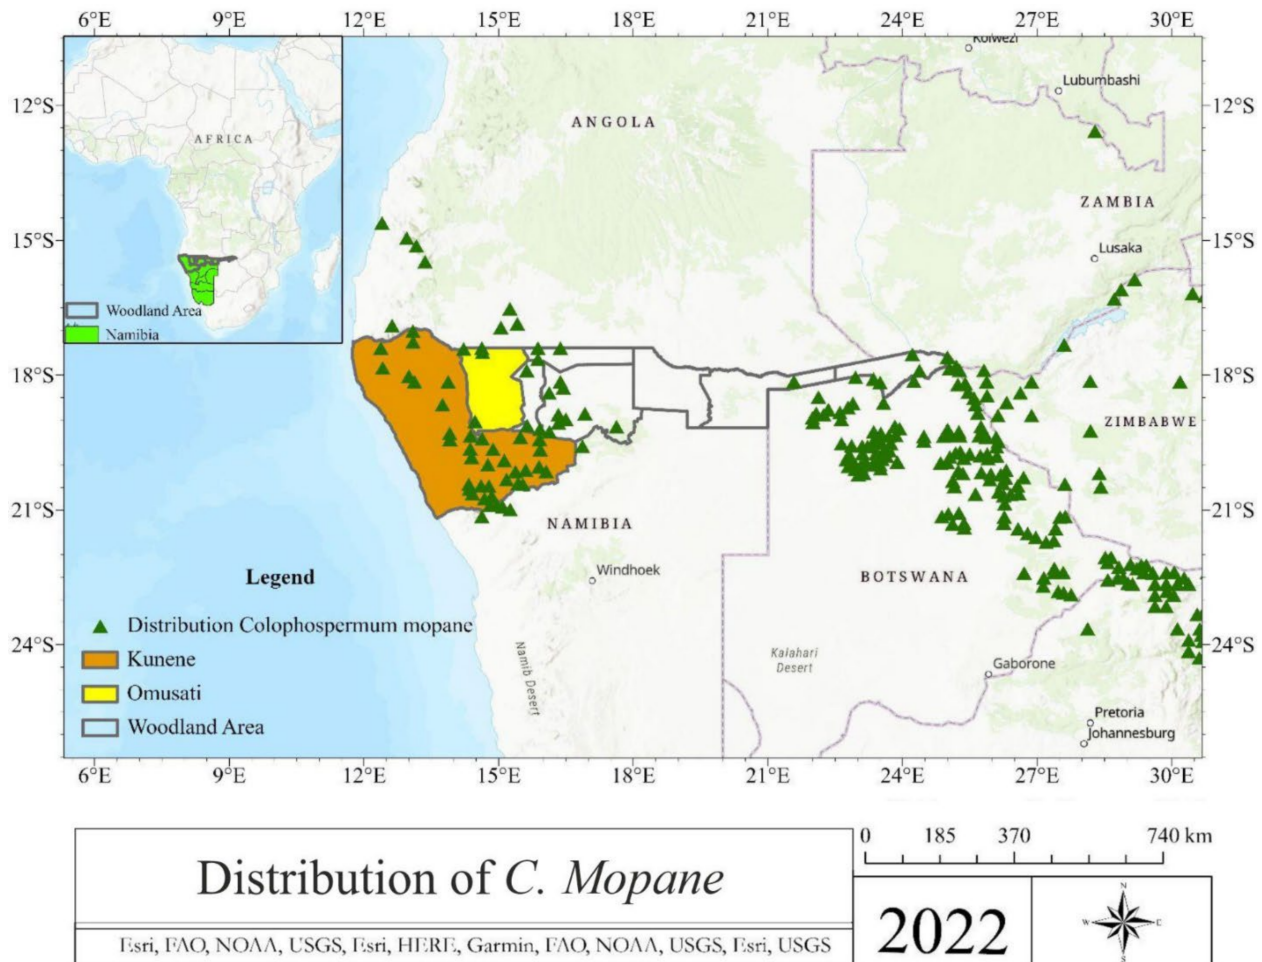 6°E 9°E 12°E 15°E 18°E 21°E 24°E 27°E 30°E
Kolwezi
Lubumbashi
12°S 12°S
ANGOLA
AFRICA
ZAMBIA
15°S 15°S
Lusaka
Woodland Area
Namibia
18°S 18°S
ZIMBABWE
21°S 21°S
NAMIBIA
Windhoek
BOTSWANA
Legend
Distribution Colophospermum mopane
Kunene
Omusati
Woodland Area
Namib Desert
Kalahari
Desert
24°S 24°S
Gaborone
Pretoria
Johannesburg
6°E 9°E 12°E 15°E 18°E 21°E 24°E 27°E 30°E
0 185 370 740 km
Distribution of C. Mopane
Esri, FAO, NOAA, USGS, Esri, HERE, Garmin, FAO, NOAA, USGS, Esri, USGS
2022
N
W E
S